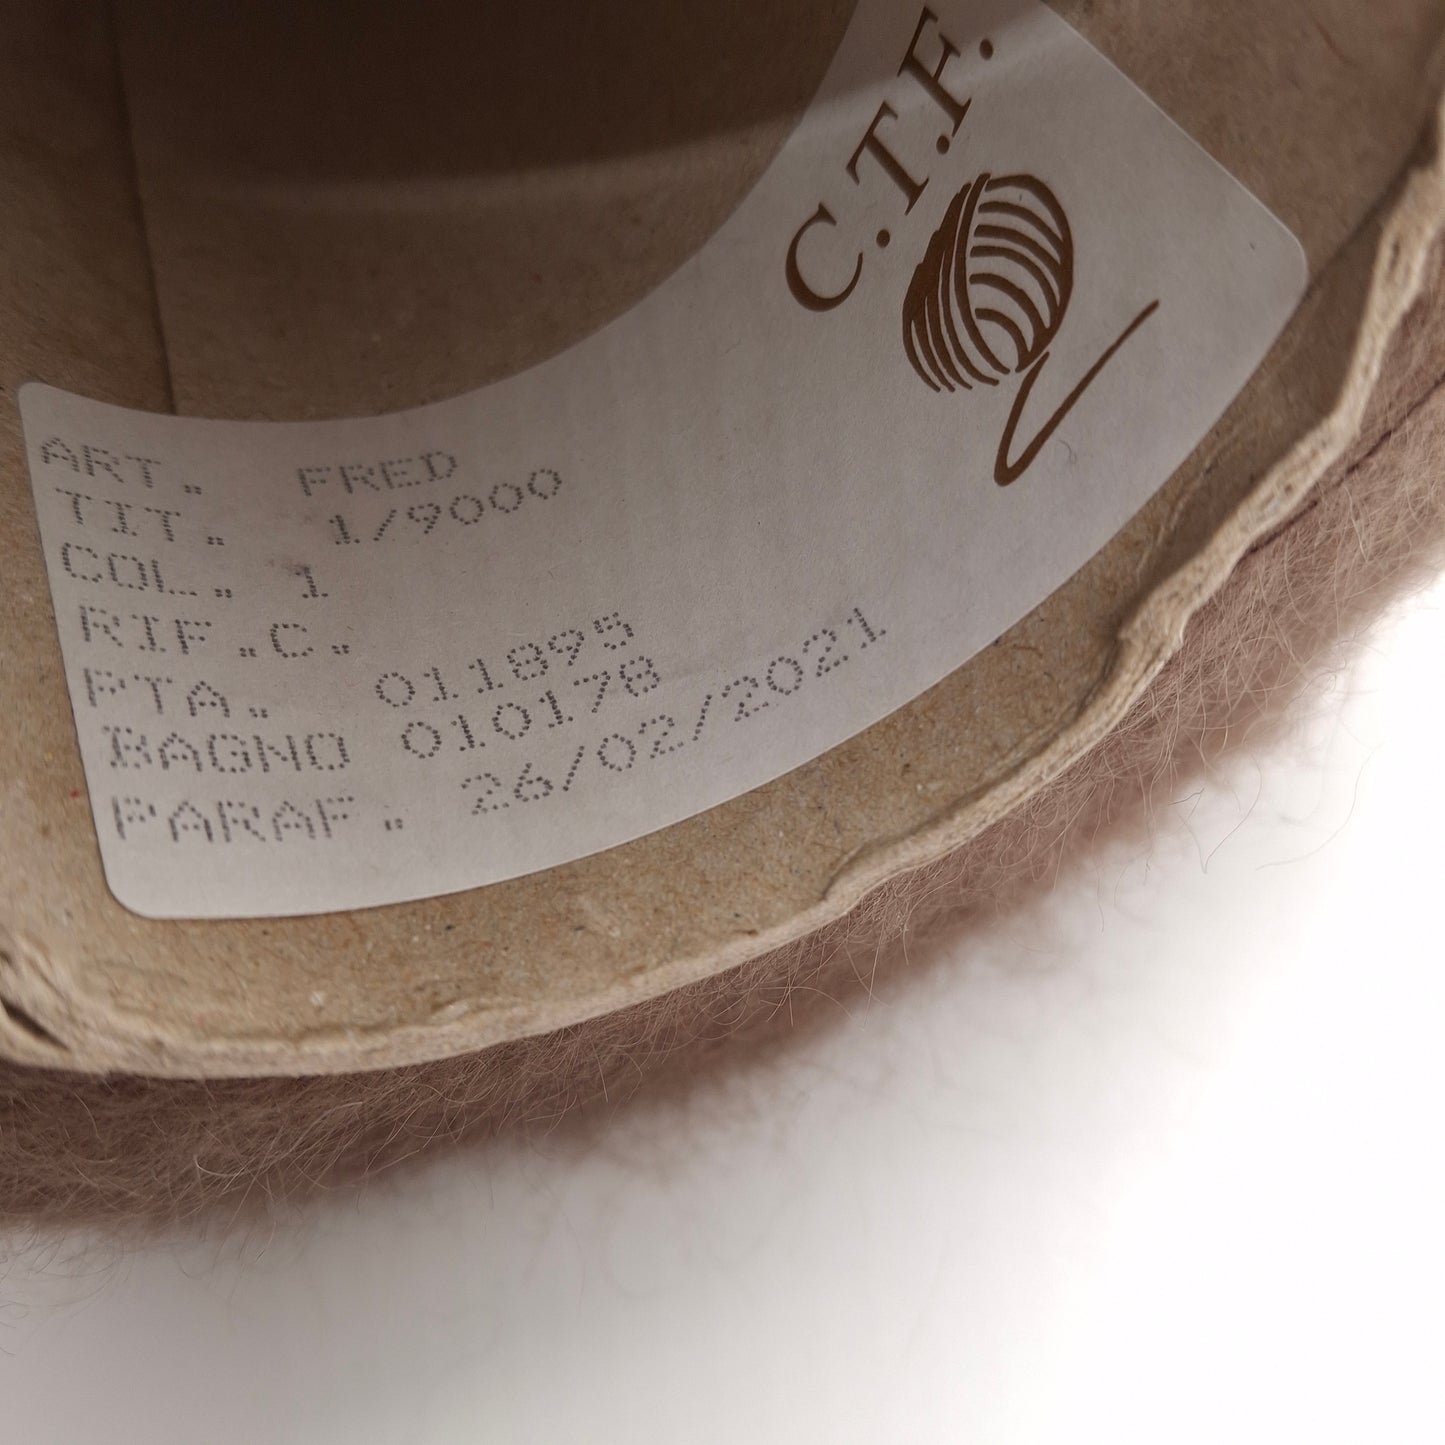 C.T.F.
ART. FRED
TIT. 1/9000
COL. 1
RIF.C.
PTA. 011895
BAGNO 010178
PARAF. 26/02/2021